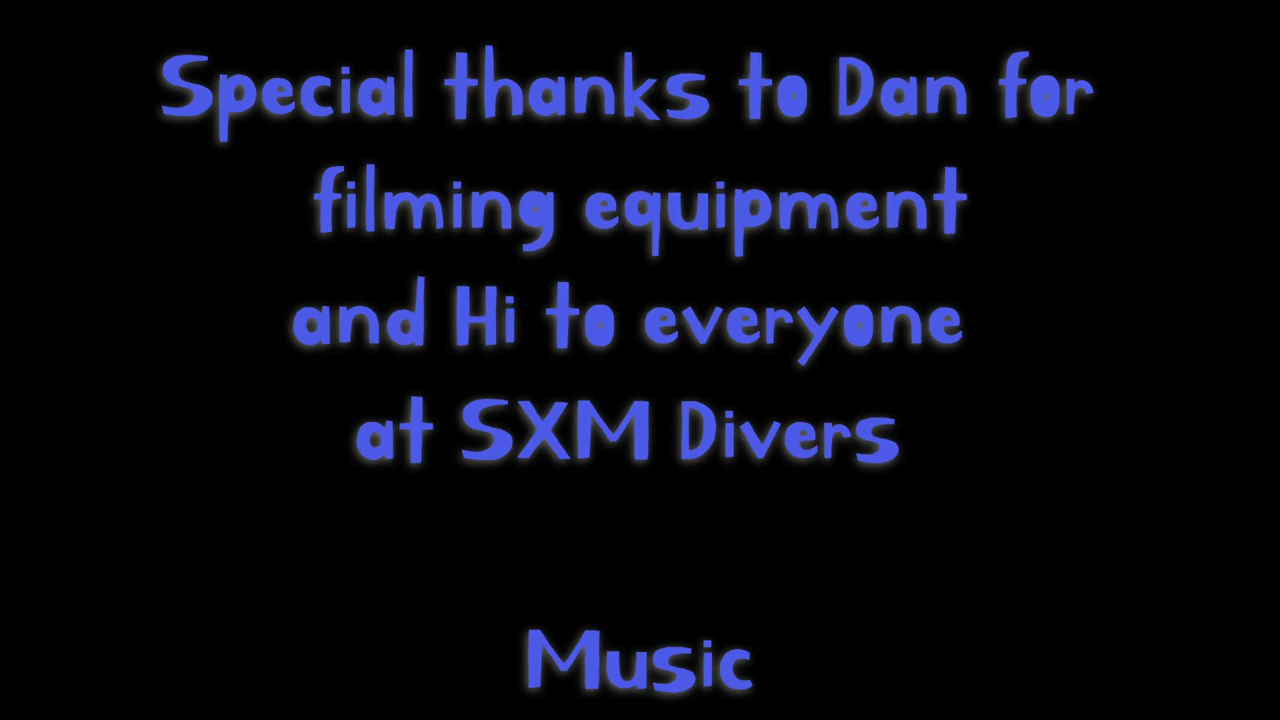 Special thanks to Dan for
filming equipment
and Hi to everyone
at SXM Divers
Music